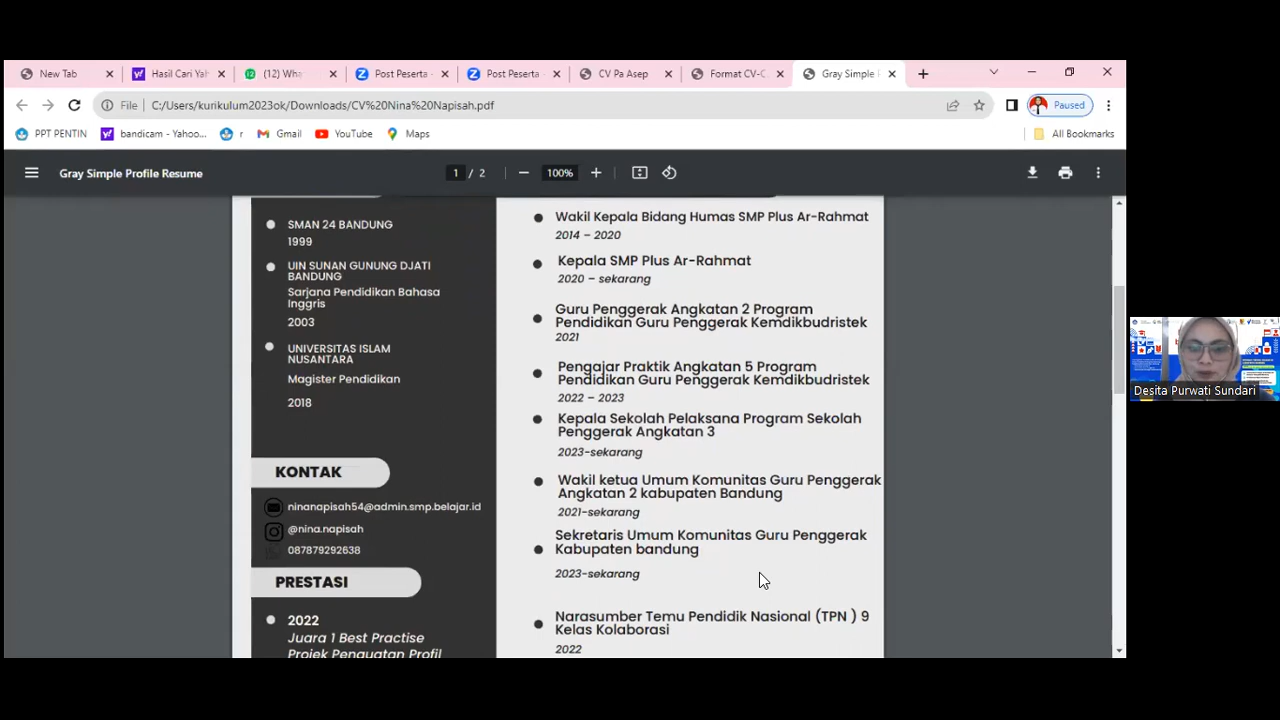 New Tab
Hasil Cari Yah
(12) Wha
Post Peserta -
Post Peserta -
CV Pa Asep
Format CV-C
Gray Simple
File
C:/Users/kurikulum2023ok/Downloads/CV%20Nina%20Napisah.pdf
Paused
PPT PENTIN
bandicam - Yahoo...
r
Gmail
YouTube
Maps
All Bookmarks
Gray Simple Profile Resume
1 / 2
100%
SMAN 24 BANDUNG
1999
UIN SUNAN GUNUNG DJATI
BANDUNG
Sarjana Pendidikan Bahasa
Inggris
2003
UNIVERSITAS ISLAM
NUSANTARA
Magister Pendidikan
2018
KONTAK
ninanapisah54@admin.smp.belajar.id
@nina.napisah
087879292638
PRESTASI
2022
Juara 1 Best Practise
Projek Penguatan Profil
Wakil Kepala Bidang Humas SMP Plus Ar-Rahmat
2014 – 2020
Kepala SMP Plus Ar-Rahmat
2020 – sekarang
Guru Penggerak Angkatan 2 Program
Pendidikan Guru Penggerak Kemdikbudristek
2021
Pengajar Praktik Angkatan 5 Program
Pendidikan Guru Penggerak Kemdikbudristek
2022 – 2023
Kepala Sekolah Pelaksana Program Sekolah
Penggerak Angkatan 3
2023-sekarang
Wakil ketua Umum Komunitas Guru Penggerak
Angkatan 2 kabupaten Bandung
2021-sekarang
Sekretaris Umum Komunitas Guru Penggerak
Kabupaten bandung
2023-sekarang
Narasumber Temu Pendidik Nasional (TPN ) 9
Kelas Kolaborasi
2022
Desita Purwati Sundari